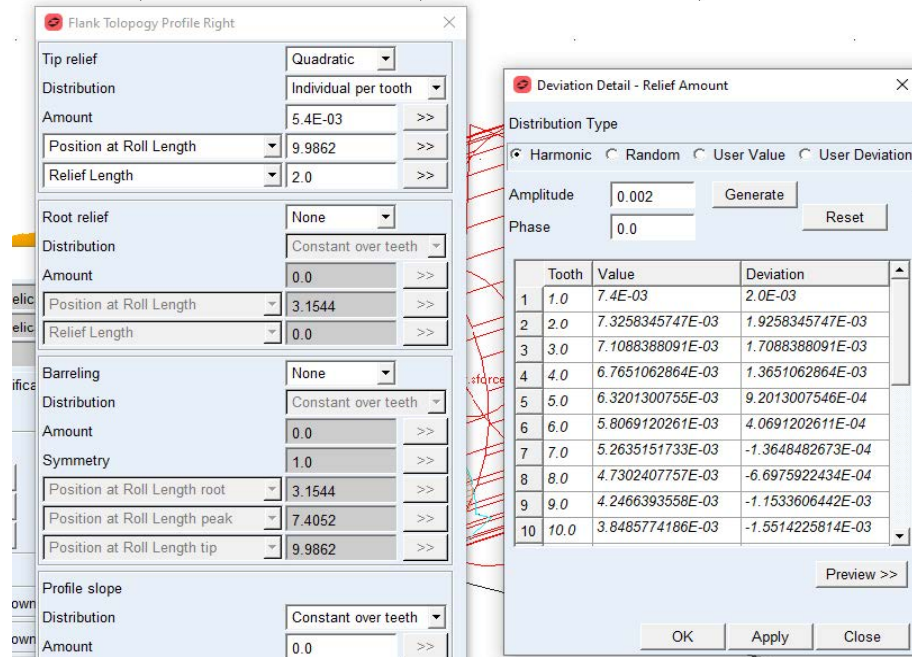 Flank Tolopogy Profile Right
Tip relief Quadratic
Distribution Individual per tooth
Amount 5.4E-03 >>
Position at Roll Length 9.9862 >>
Relief Length 2.0 >>
Root relief None
Distribution Constant over teeth
Amount 0.0 >>
Position at Roll Length 3.1544 >>
Relief Length 0.0 >>
Barreling None
Distribution Constant over teeth
Amount 0.0 >>
Symmetry 1.0 >>
Position at Roll Length root 3.1544 >>
Position at Roll Length peak 7.4052 >>
Position at Roll Length tip 9.9862 >>
Profile slope
Distribution Constant over teeth
Amount 0.0 >>
elic
elic
ifica
own
own
sforce
Deviation Detail - Relief Amount
Distribution Type
Harmonic Random User Value User Deviation
Amplitude 0.002 Generate
Phase 0.0 Reset
Tooth Value Deviation
1 1.0 7.4E-03 2.0E-03
2 2.0 7.3258345747E-03 1.9258345747E-03
3 3.0 7.1088388091E-03 1.7088388091E-03
4 4.0 6.7651062864E-03 1.3651062864E-03
5 5.0 6.3201300755E-03 9.2013007546E-04
6 6.0 5.8069120261E-03 4.0691202611E-04
7 7.0 5.2635151733E-03 -1.3648482673E-04
8 8.0 4.7302407757E-03 -6.6975922434E-04
9 9.0 4.2466393558E-03 -1.1533606442E-03
10 10.0 3.8485774186E-03 -1.5514225814E-03
Preview >>
OK Apply Close